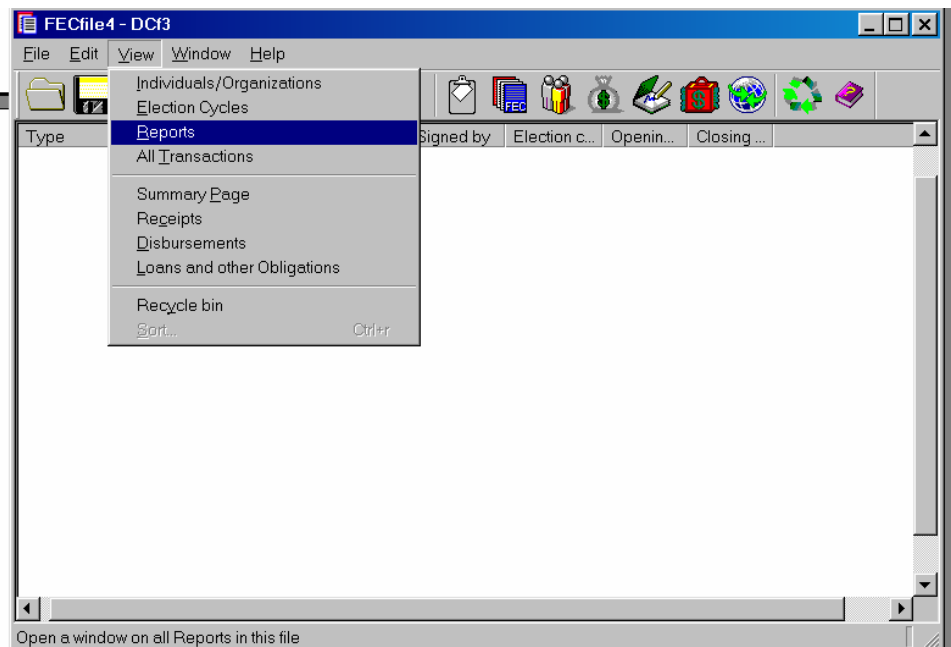 FECfile4 - DCf3
File Edit View Window Help
FEC
Type Signed by Election c... Openin... Closing ...
Individuals/Organizations
Election Cycles
Reports
All Transactions
Summary Page
Receipts
Disbursements
Loans and other Obligations
Recycle bin
Sort... Ctrl+r
Open a window on all Reports in this file